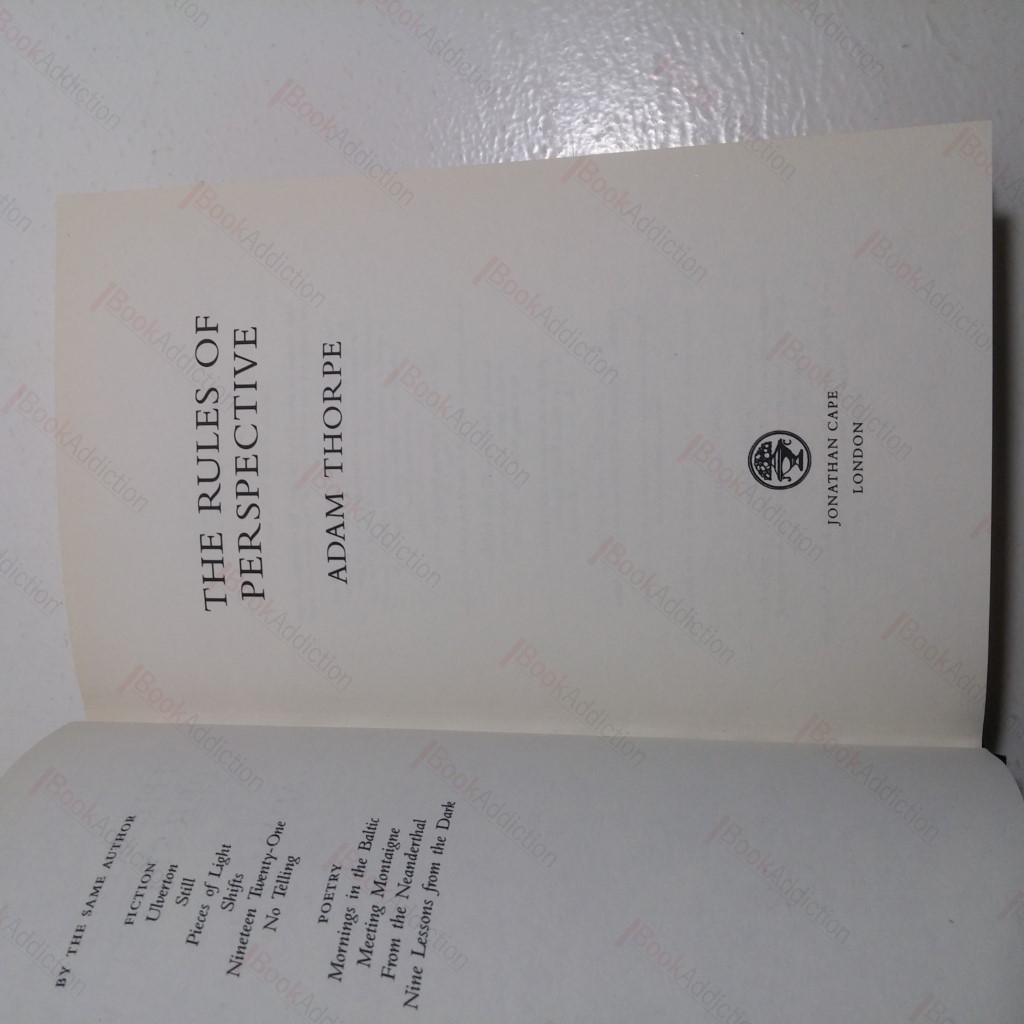 BY THE SAME AUTHOR
FICTION
Ulverton
Still
Pieces of Light
Shifts
Nineteen Twenty-One
No Telling
POETRY
Mornings in the Baltic
Meeting Montaigne
From the Neanderthal
Nine Lessons from the Dark
THE RULES OF
PERSPECTIVE
ADAM THORPE
JONATHAN CAPE
LONDON
BookAddiction